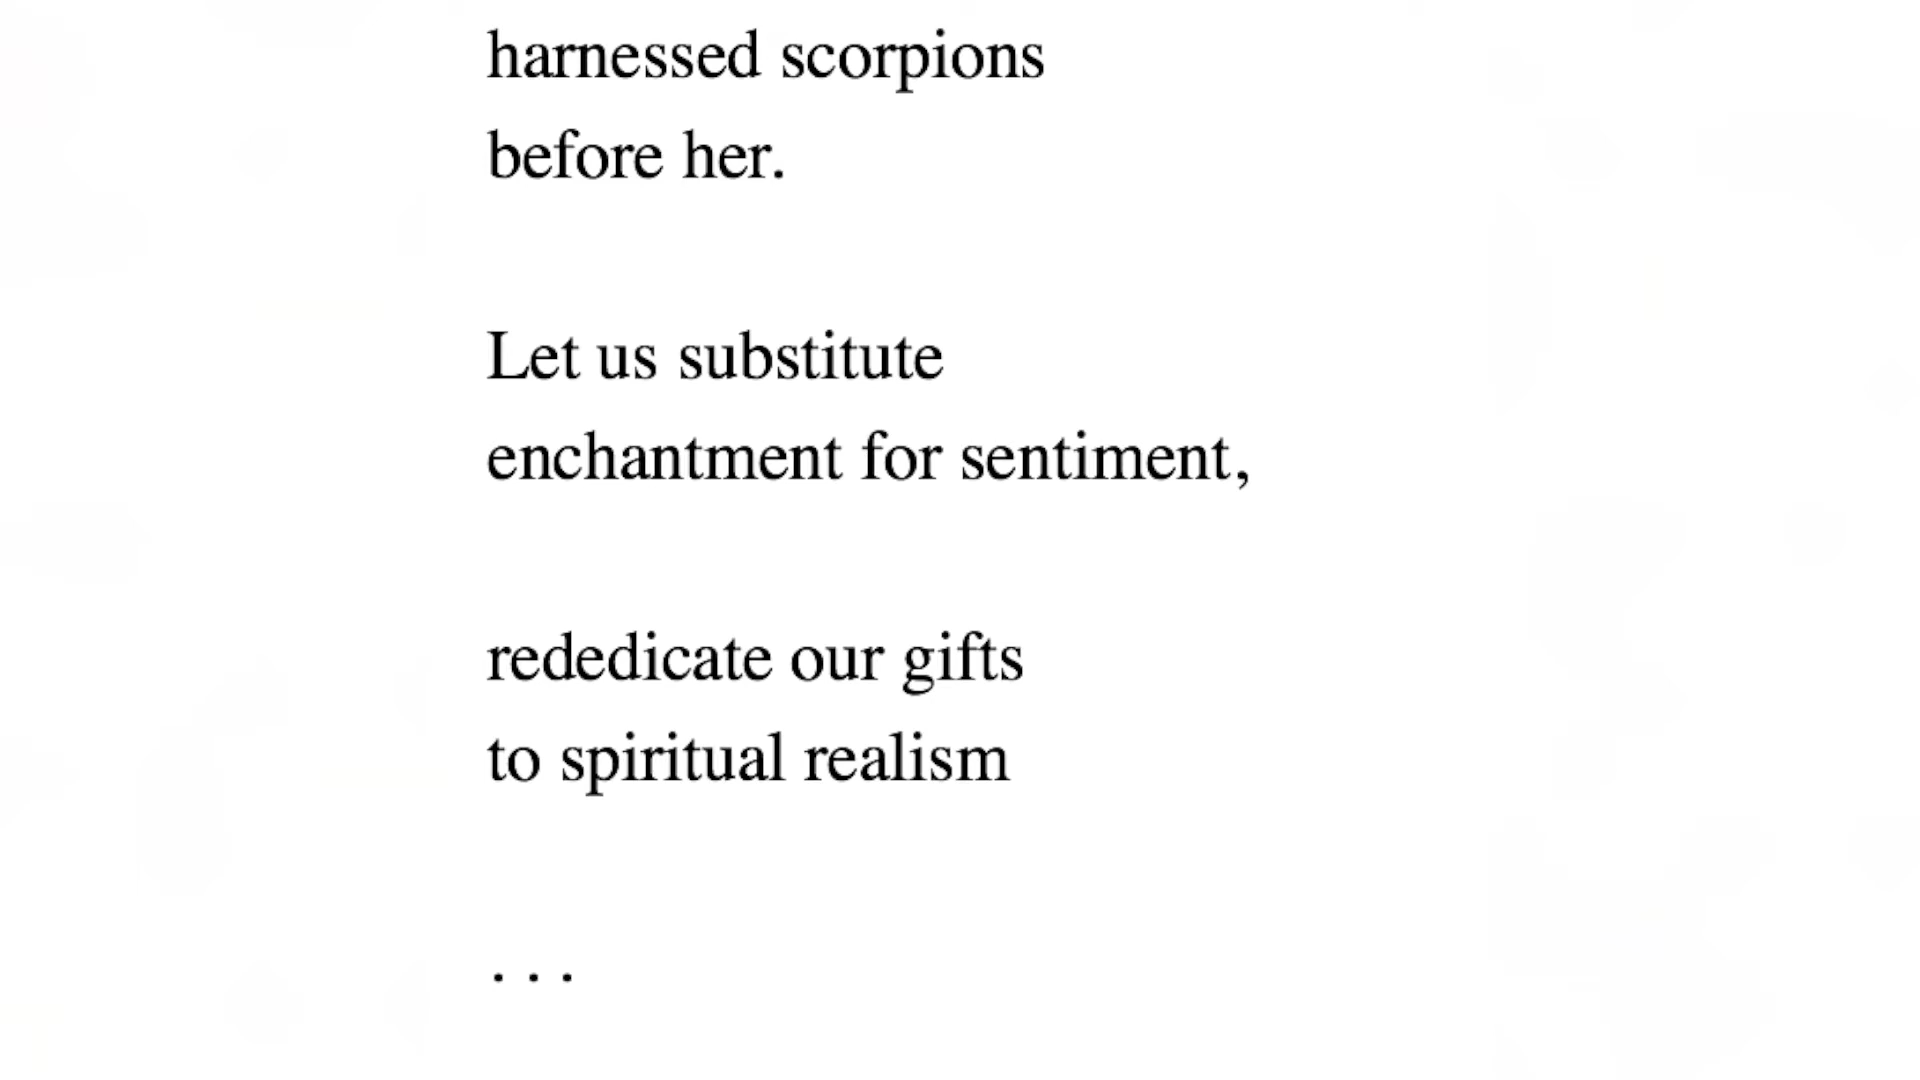 harnessed scorpions
before her.
Let us substitute
enchantment for sentiment,
rededicate our gifts
to spiritual realism
. . .